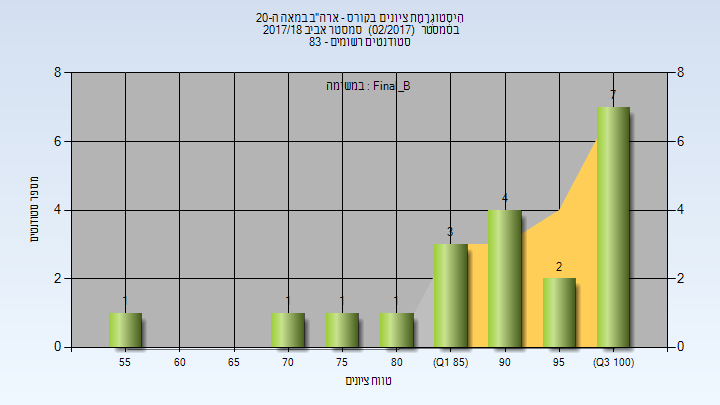 היסטוגרמת ציונים בקורס - ארה"ב במאה ה-20
בסמסטר (02/2017) סמסטר אביב 2017/18
סטודנטים רשומים - 83
במשימה : Final_B
8 8
7
6 6
מספר סטודנטים
4 4
4
3
2
2 2
1 1 1 1
0 0
55 60 65 70 75 80 (Q1 85) 90 95 (Q3 100)
טווח ציונים